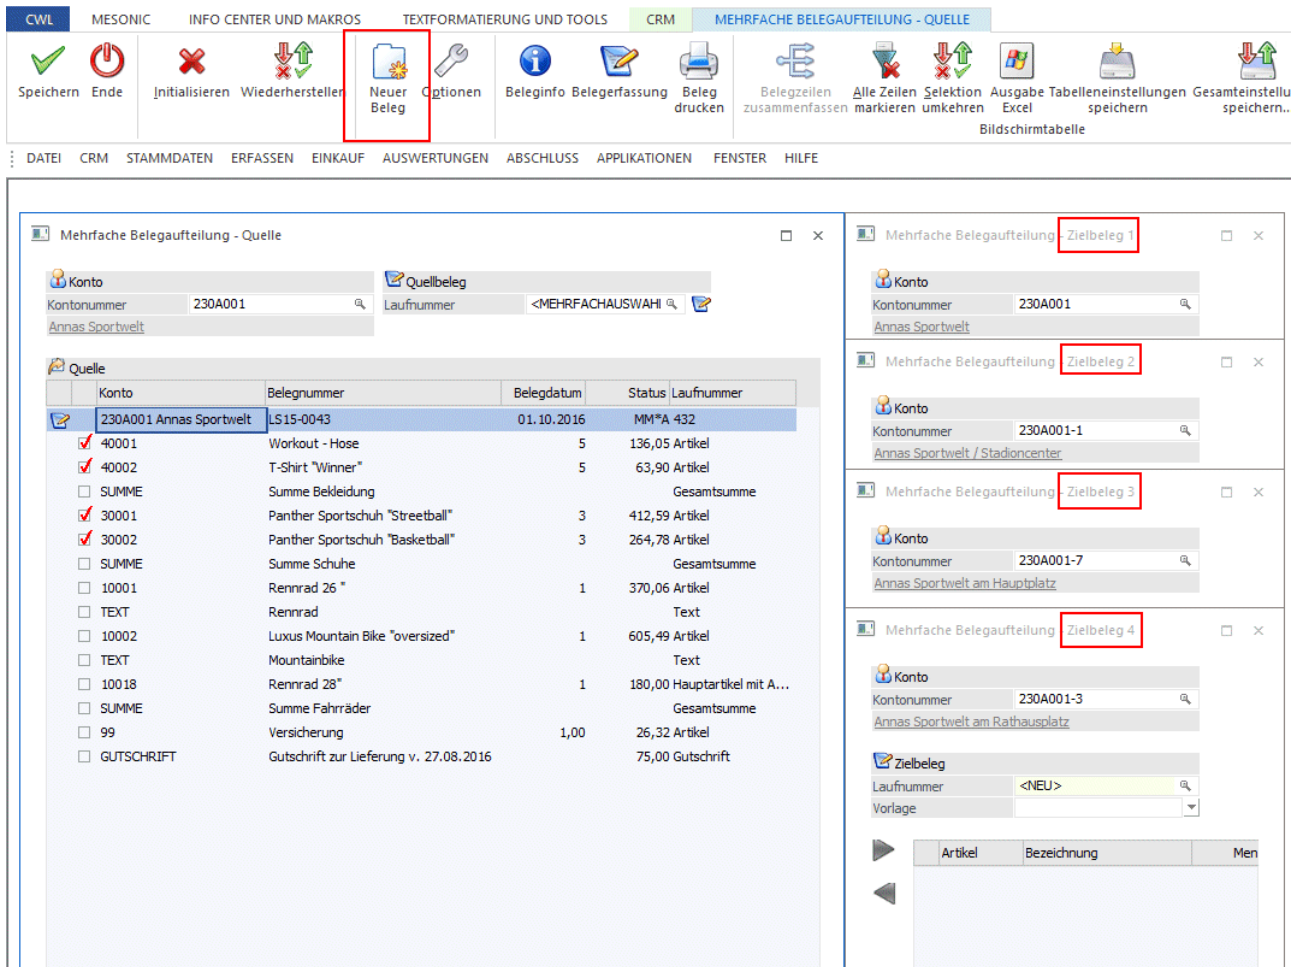 CWL MESONIC INFO CENTER UND MAKROS TEXTFORMATIERUNG UND TOOLS CRM MEHRFACHE BELEGAUFTEILUNG - QUELLE
Speichern Ende Initialisieren Wiederherstellen Neuer Beleg Optionen Beleginfo Belegerfassung Beleg drucken Belegzeilen zusammenfassen Alle Zeilen markieren Selektion umkehren Ausgabe Excel Tabelleneinstellungen speichern Gesamteinstellu speichern..
Bildschirmtabelle
DATEI CRM STAMMDATEN ERFASSEN EINKAUF AUSWERTUNGEN ABSCHLUSS APPLIKATIONEN FENSTER HILFE
Mehrfache Belegaufteilung - Quelle
Konto Quellbeleg
Kontonummer 230A001 Laufnummer <MEHRFACHAUSWAHI
Annas Sportwelt
Quelle
Konto Belegnummer Belegdatum Status Laufnummer
230A001 Annas Sportwelt LS15-0043 01.10.2016 MM*A 432
40001 Workout - Hose 5 136,05 Artikel
40002 T-Shirt "Winner" 5 63,90 Artikel
SUMME Summe Bekleidung Gesamtsumme
30001 Panther Sportschuh "Streetball" 3 412,59 Artikel
30002 Panther Sportschuh "Basketball" 3 264,78 Artikel
SUMME Summe Schuhe Gesamtsumme
10001 Rennrad 26 " 1 370,06 Artikel
TEXT Rennrad Text
10002 Luxus Mountain Bike "oversized" 1 605,49 Artikel
TEXT Mountainbike Text
10018 Rennrad 28" 1 180,00 Hauptartikel mit A...
SUMME Summe Fahrräder Gesamtsumme
99 Versicherung 1,00 26,32 Artikel
GUTSCHRIFT Gutschrift zur Lieferung v. 27.08.2016 75,00 Gutschrift
Mehrfache Belegaufteilung - Zielbeleg 1
Konto
Kontonummer 230A001
Annas Sportwelt
Mehrfache Belegaufteilung - Zielbeleg 2
Konto
Kontonummer 230A001-1
Annas Sportwelt / Stadioncenter
Mehrfache Belegaufteilung - Zielbeleg 3
Konto
Kontonummer 230A001-7
Annas Sportwelt am Hauptplatz
Mehrfache Belegaufteilung - Zielbeleg 4
Konto
Kontonummer 230A001-3
Annas Sportwelt am Rathausplatz
Zielbeleg
Laufnummer <NEU>
Vorlage
Artikel Bezeichnung Men